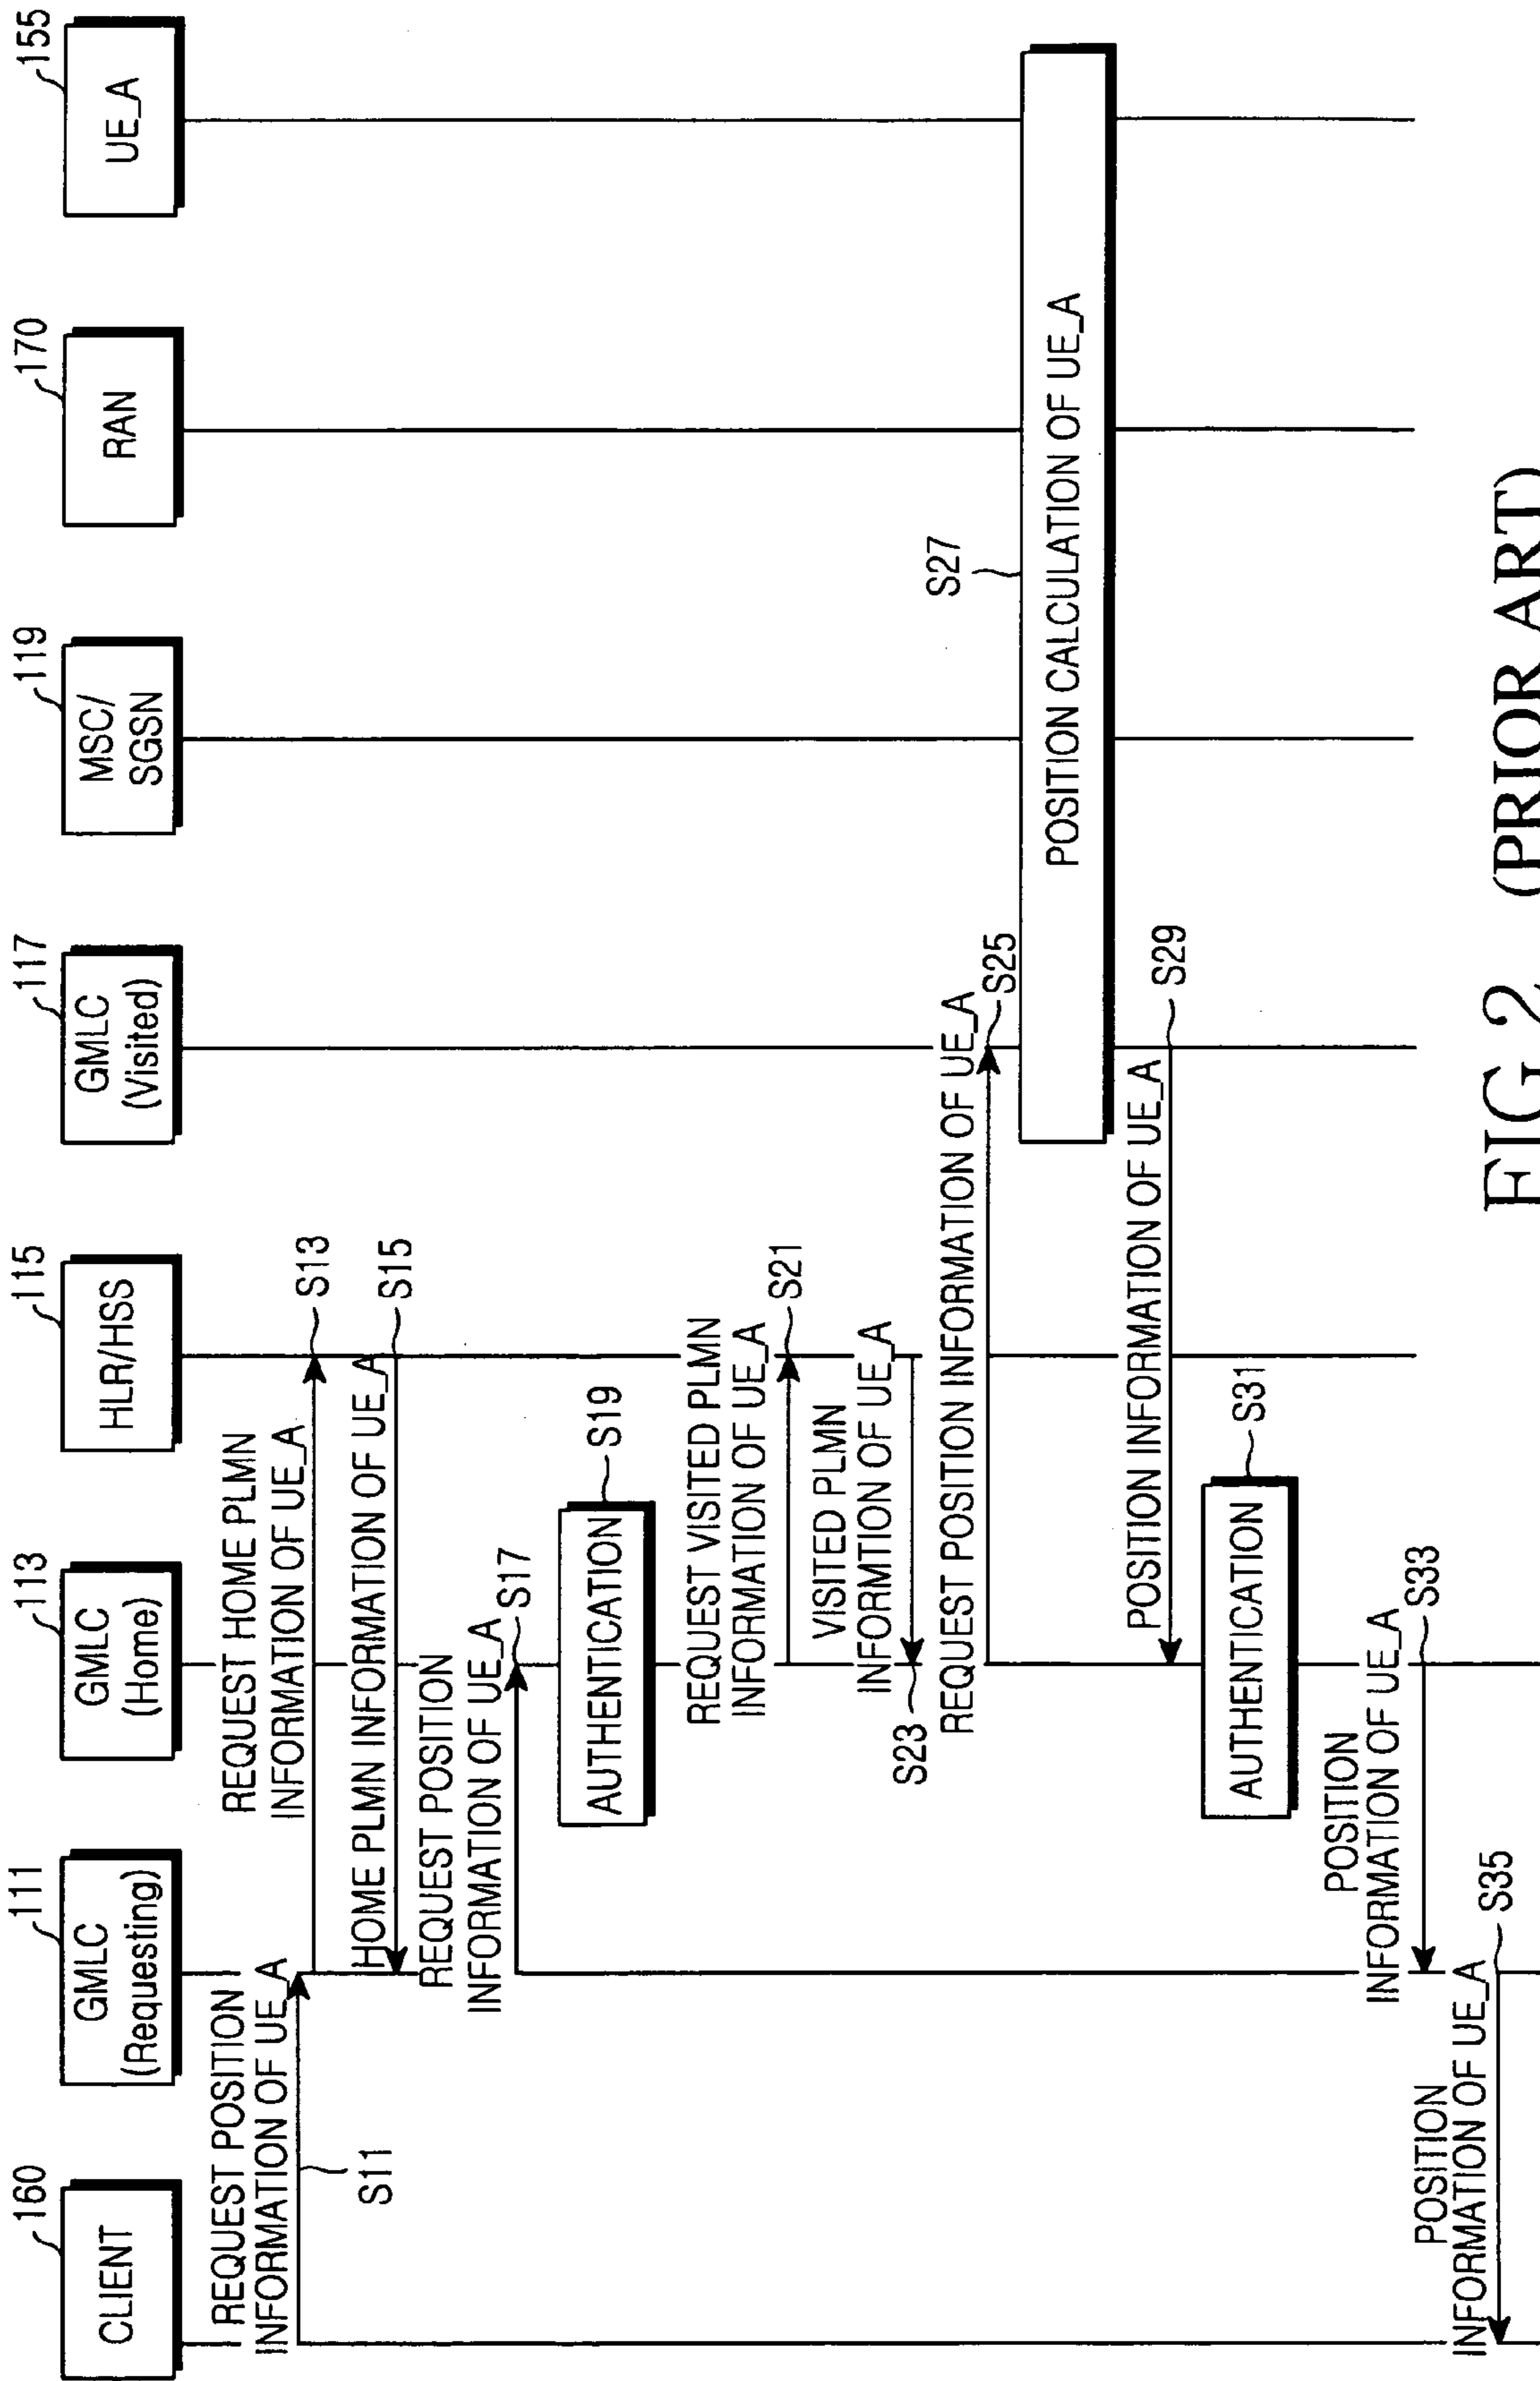 160
CLIENT
111
GMLC
(Requesting)
113
GMLC
(Home)
115
HLR/HSS
117
GMLC
(Visited)
119
MSC/
SGSN
170
RAN
155
UE_A
REQUEST POSITION
INFORMATION OF UE_A
S11
REQUEST HOME PLMN
INFORMATION OF UE_A
S13
HOME PLMN INFORMATION OF UE_A
S15
REQUEST POSITION
INFORMATION OF UE_A
S17
AUTHENTICATION
S19
REQUEST VISITED PLMN
INFORMATION OF UE_A
S21
VISITED PLMN
INFORMTION OF UE_A
S23
REQUEST POSITION INFORMATION OF UE_A
S25
S27
POSITION CALCULATION OF UE_A
POSITION INFORMATION OF UE_A
S29
AUTHENTICATION
S31
POSITION
INFORMATION OF UE_A
S33
POSITION
INFORMATION OF UE_A
S35
FIG 2 (PRIOR ART)